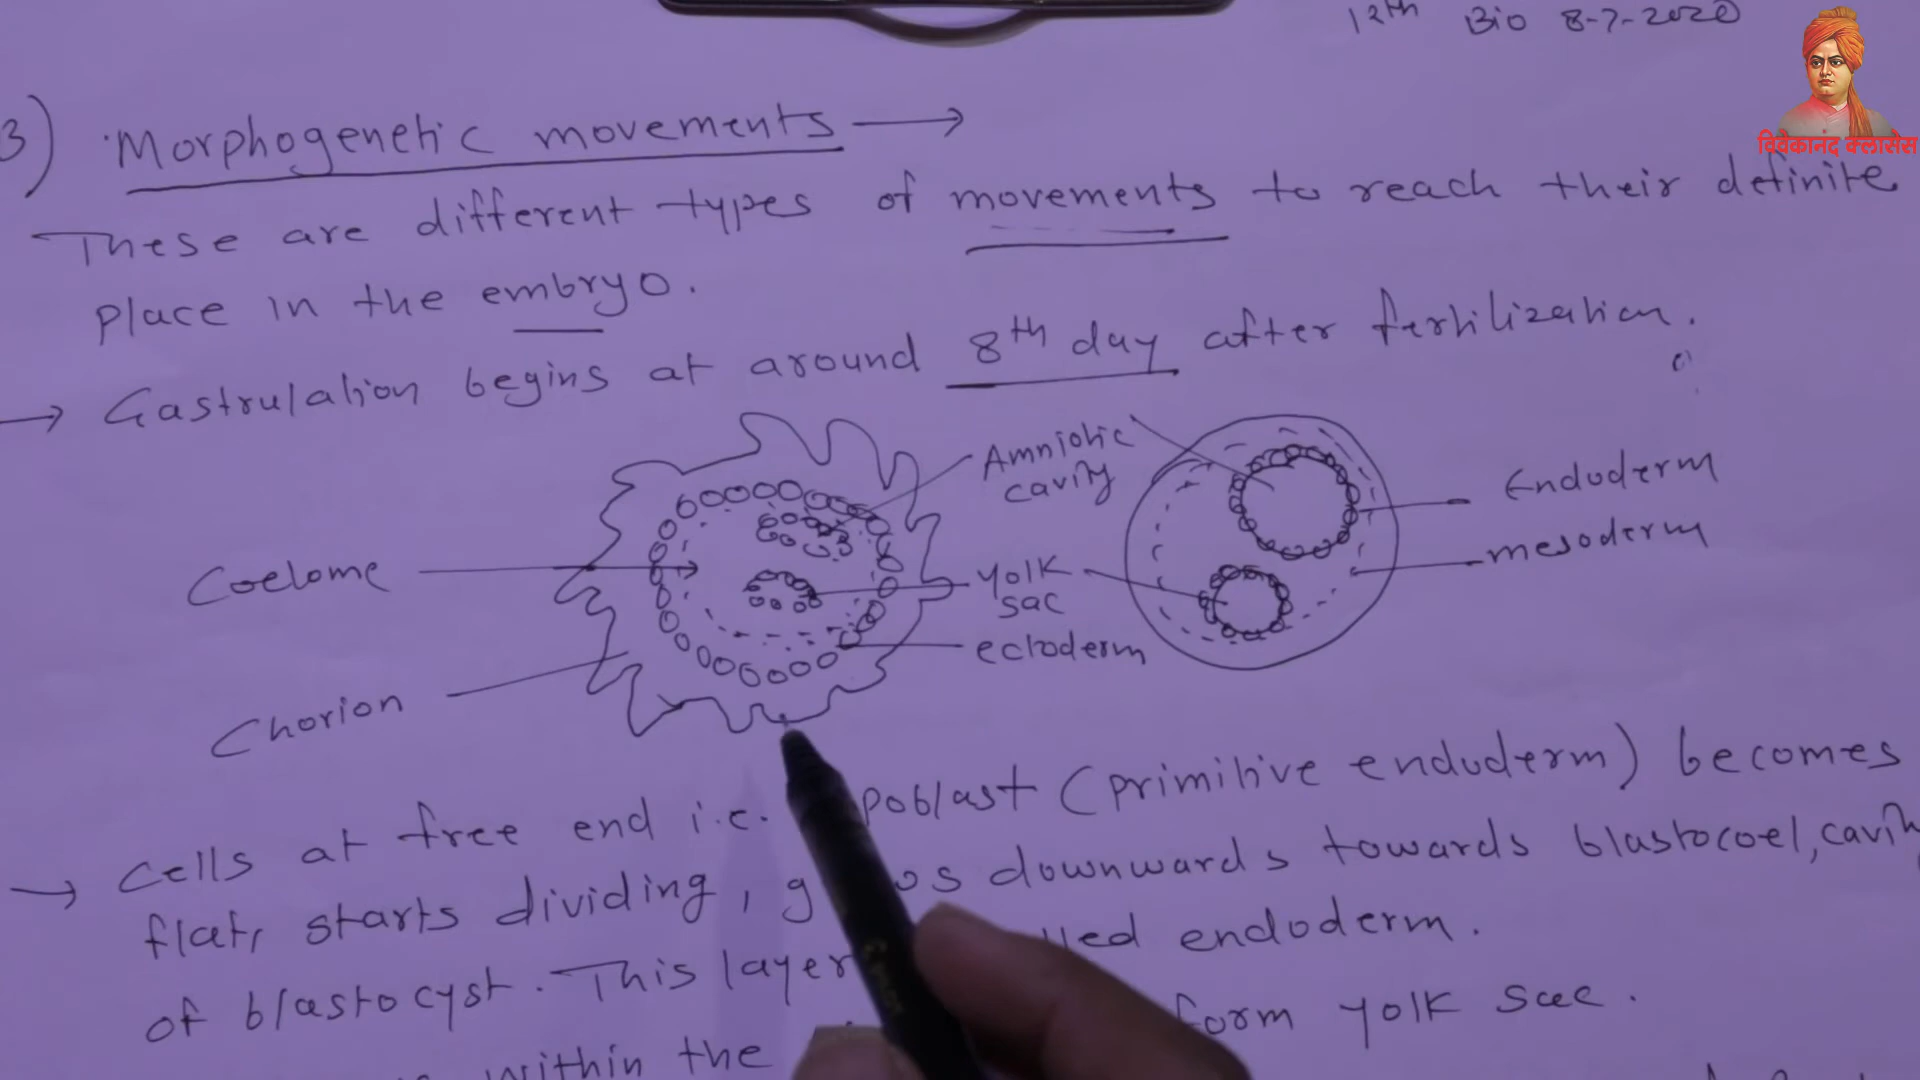 12th Bio 8-7-2020
विवेकानंद क्लासेस
3) Morphogenetic movements →
These are different types of movements to reach their definite
place in the embryo.
→ Gastrulation begins at around 8th day after fertilization.
Amniotic
cavity
Endoderm
mesoderm
Coelome
yolk
sac
ectoderm
Chorion
→ Cells at free end i.e. poblast (primitive endoderm) becomes
flat, starts dividing, downwards towards blastocoel, cavity
of blastocyst. This layer endoderm.
within the form yolk sac.